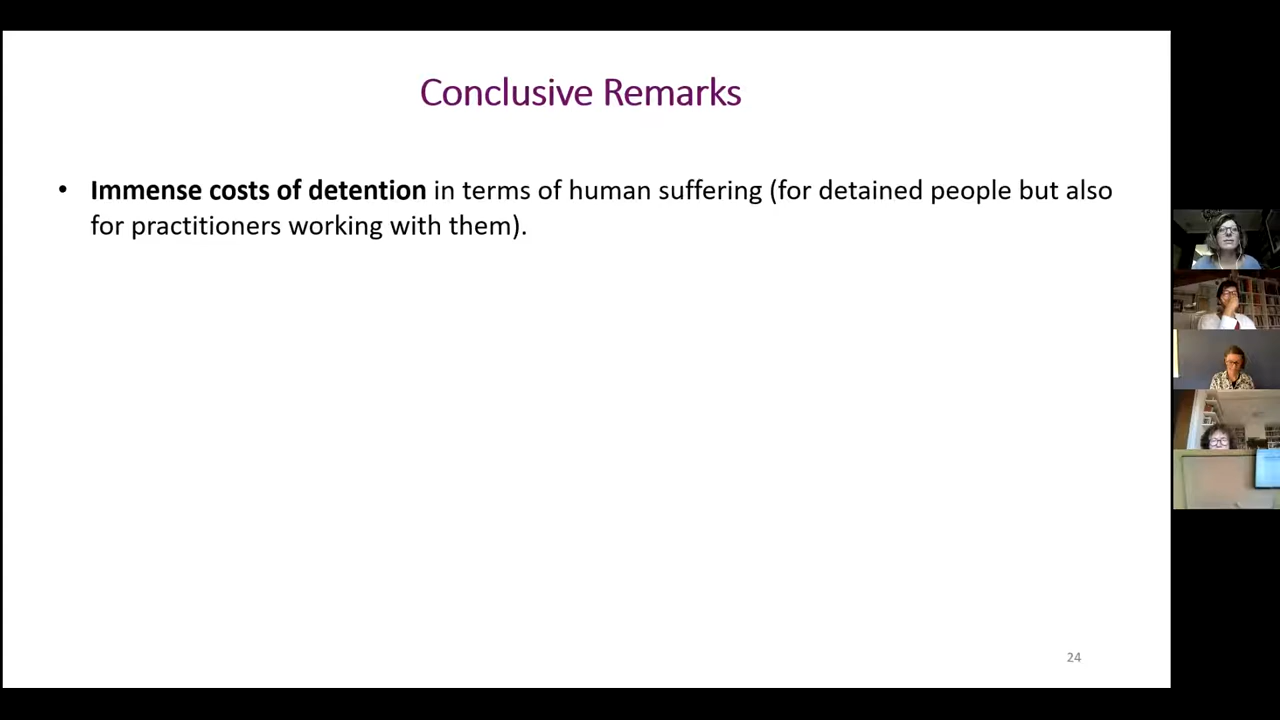 Conclusive Remarks
• Immense costs of detention in terms of human suffering (for detained people but also
for practitioners working with them).
24